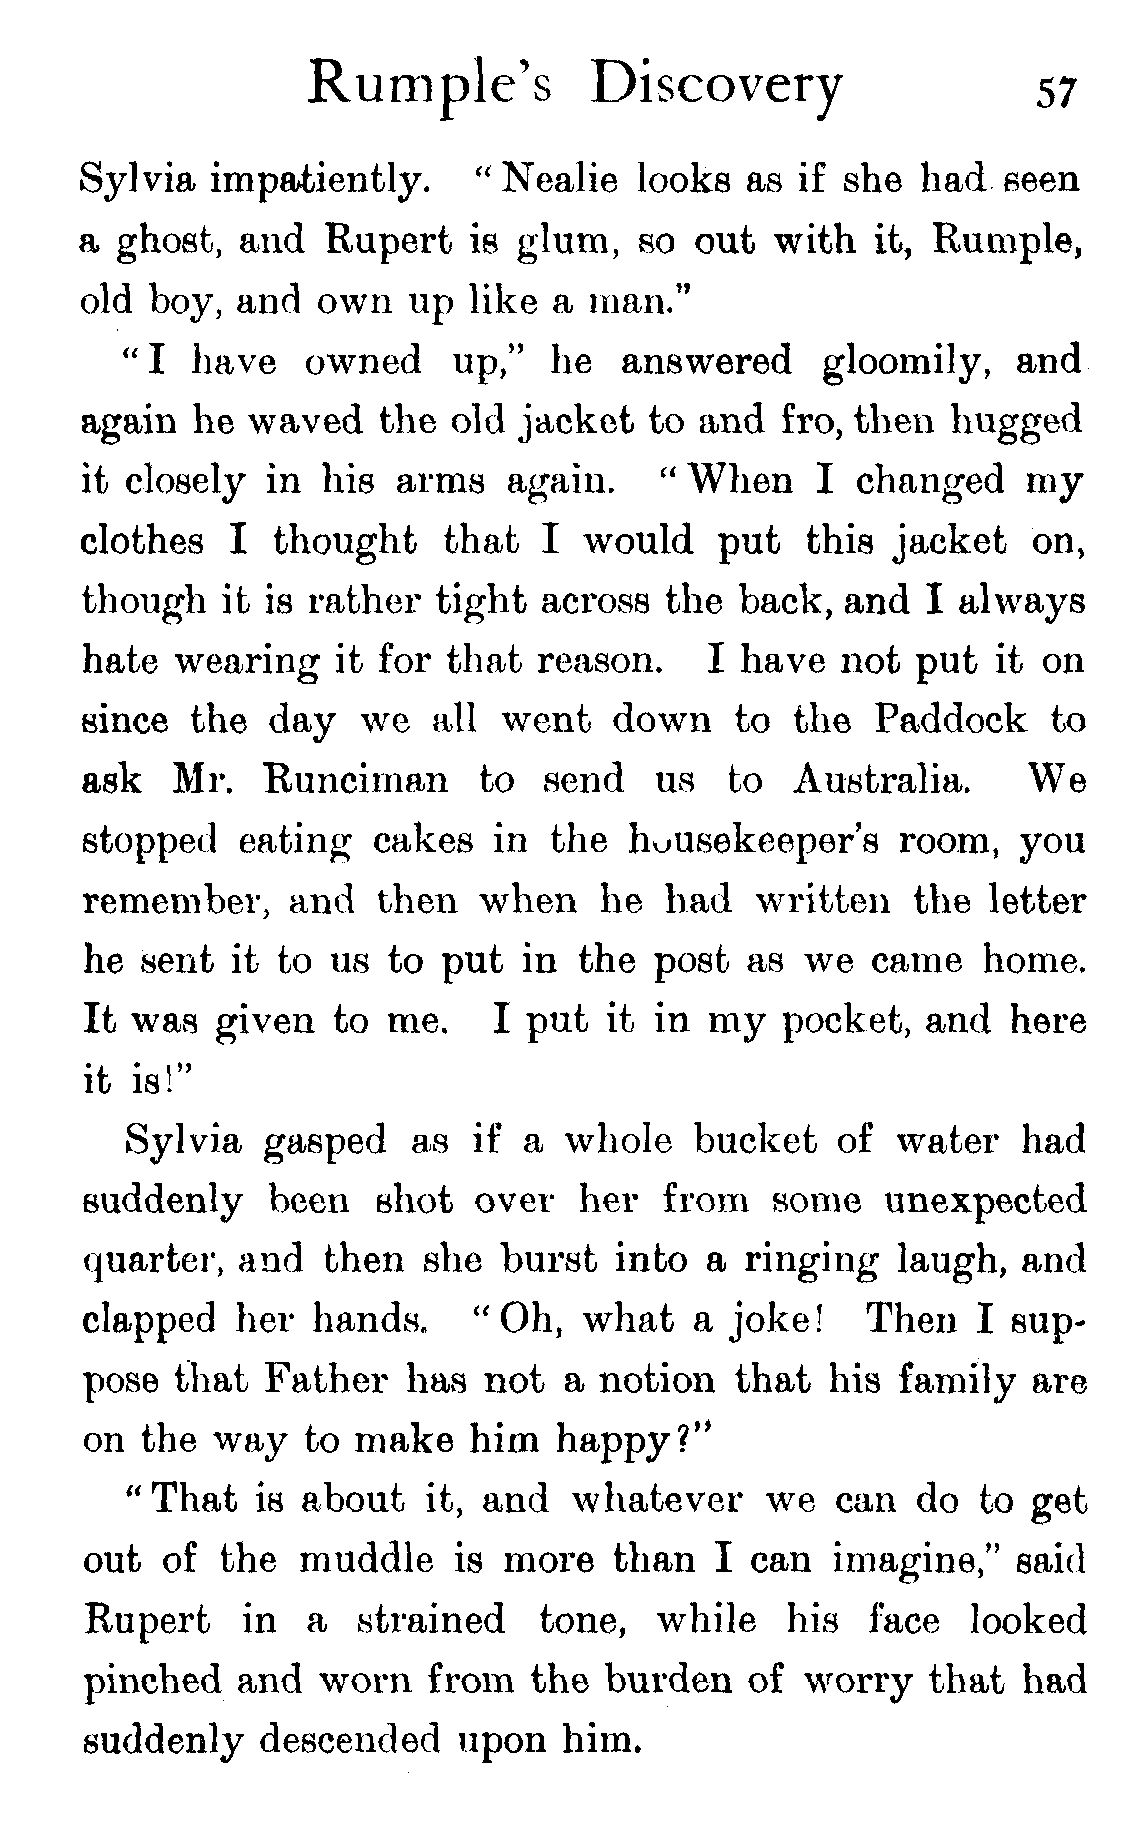 Rumple's Discovery 57
Sylvia impatiently. "Nealie looks as if she had seen
a ghost, and Rupert is glum, so out with it, Rumple,
old boy, and own up like a man."
"I have owned up," he answered gloomily, and
again he waved the old jacket to and fro, then hugged
it closely in his arms again. "When I changed my
clothes I thought that I would put this jacket on,
though it is rather tight across the back, and I always
hate wearing it for that reason. I have not put it on
since the day we all went down to the Paddock to
ask Mr. Runciman to send us to Australia. We
stopped eating cakes in the housekeeper's room, you
remember, and then when he had written the letter
he sent it to us to put in the post as we came home.
It was given to me. I put it in my pocket, and here
it is!"
Sylvia gasped as if a whole bucket of water had
suddenly been shot over her from some unexpected
quarter, and then she burst into a ringing laugh, and
clapped her hands. "Oh, what a joke! Then I sup-
pose that Father has not a notion that his family are
on the way to make him happy?"
"That is about it, and whatever we can do to get
out of the muddle is more than I can imagine," said
Rupert in a strained tone, while his face looked
pinched and worn from the burden of worry that had
suddenly descended upon him.